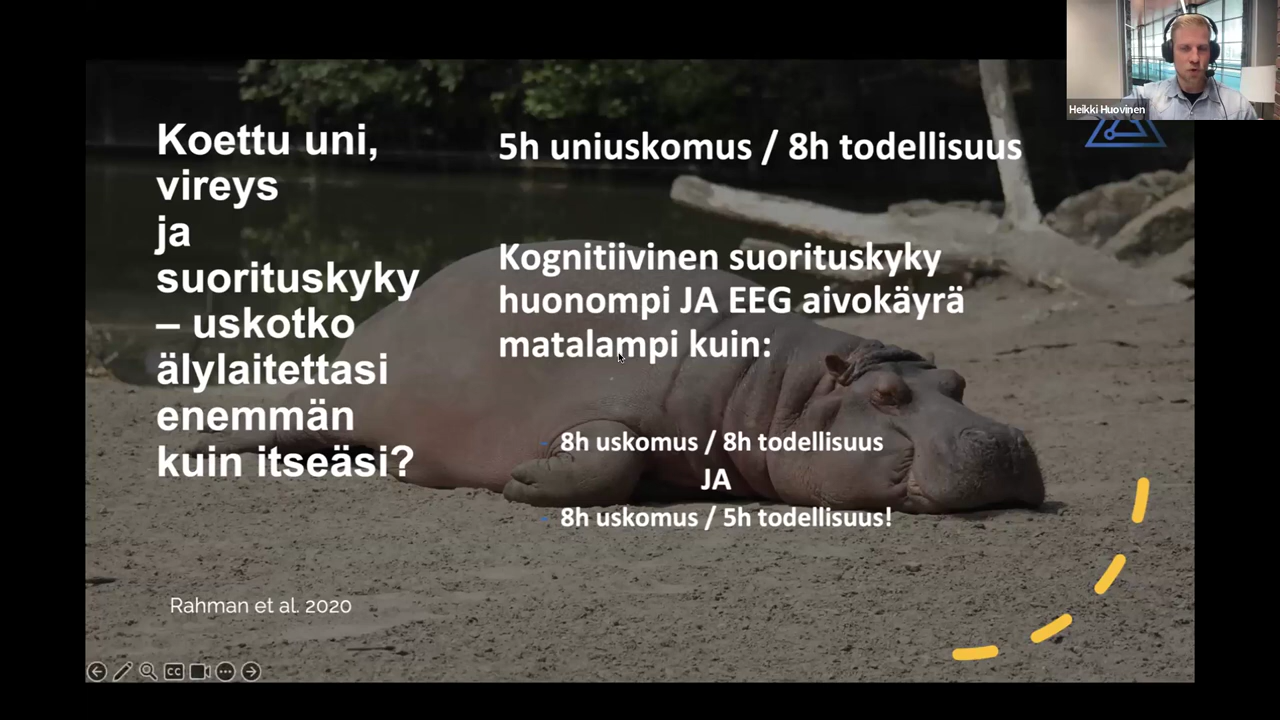 Heikki Huovinen
Koettu uni,
vireys
ja
suorituskyky
– uskotko
älylaitettasi
enemmän
kuin itseäsi?
5h uniuskomus / 8h todellisuus
Kognitiivinen suorituskyky
huonompi JA EEG aivokäyrä
matalampi kuin:
- 8h uskomus / 8h todellisuus
JA
- 8h uskomus / 5h todellisuus!
Rahman et al. 2020
CC